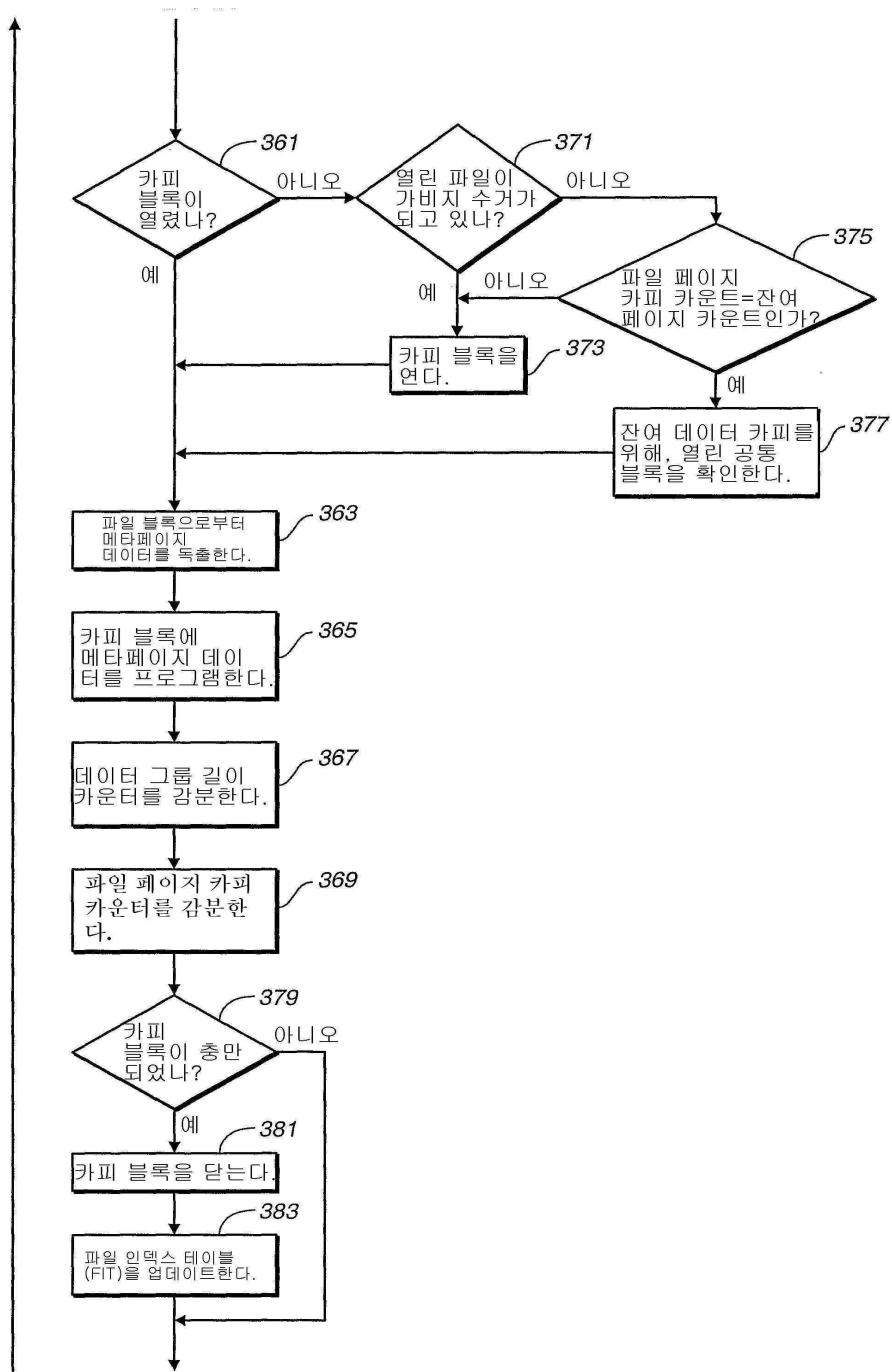 361
카피
블록이
열렸나?
아니오
예
371
열린 파일이
가비지 수거가
되고 있나?
아니오
예
375
파일 페이지
카피 카운트=잔여
페이지 카운트인가?
아니오
예
373
카피 블록을
연다.
377
잔여 데이터 카피를
위해, 열린 공통
블록을 확인한다.
363
파일 블록으로부터
메타페이지
데이터를 독출한다.
365
카피 블록에
메타페이지 데이
터를 프로그램한다.
367
데이터 그룹 길이
카운터를 감분한다.
369
파일 페이지 카피
카운터를 감분한
다.
379
카피
블록이 충만
되었나?
아니오
예
381
카피 블록을 닫는다.
383
파일 인덱스 테이블
(FIT)을 업데이트한다.